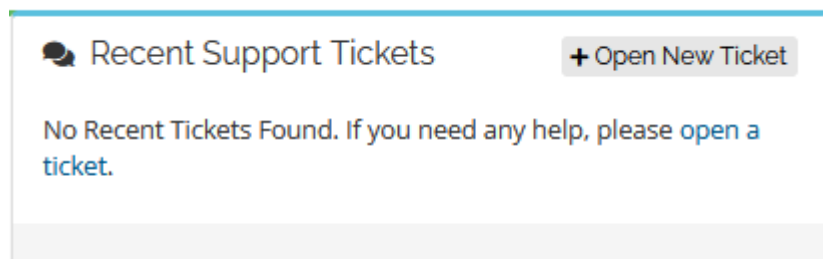 Recent Support Tickets
+ Open New Ticket
No Recent Tickets Found. If you need any help, please open a
ticket.